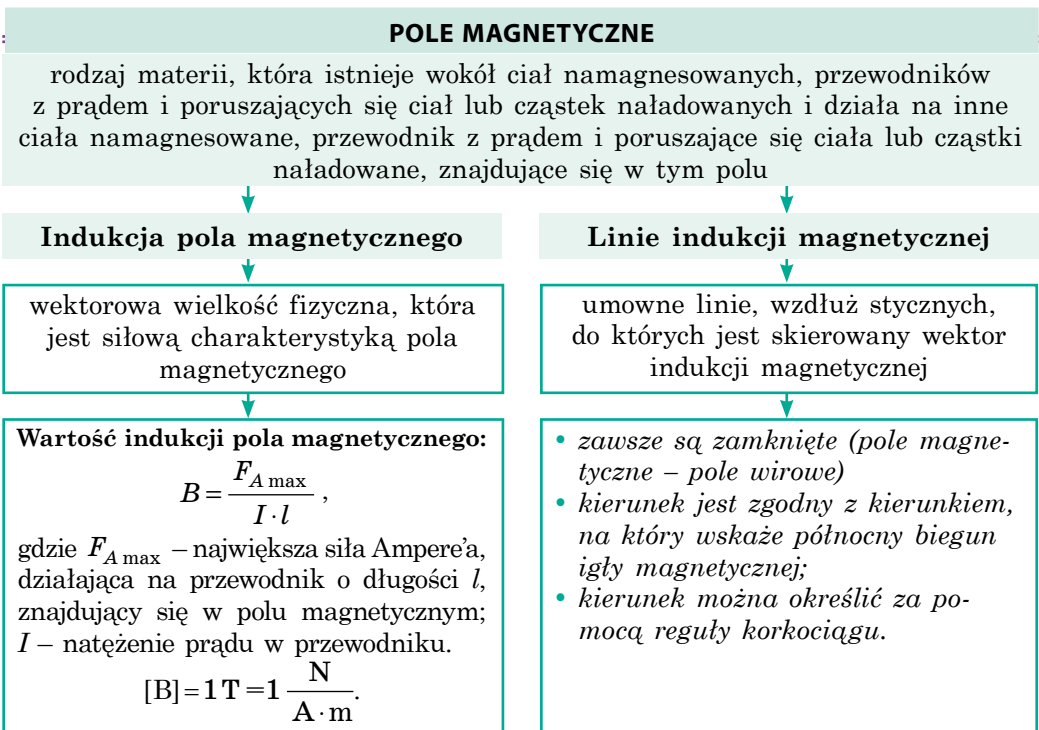 POLE MAGNETYCZNE
rodzaj materii, która istnieje wokół ciał namagnesowanych, przewodników
z prądem i poruszających się ciał lub cząstek naładowanych i działa na inne
ciała namagnesowane, przewodnik z prądem i poruszające się ciała lub cząstki
naładowane, znajdujące się w tym polu
Indukcja pola magnetycznego
wektorowa wielkość fizyczna, która
jest siłową charakterystyką pola
magnetycznego
Wartość indukcji pola magnetycznego:
B = F_{A max} / (I · l) ,
gdzie F_{A max} – największa siła Ampere’a,
działająca na przewodnik o długości l,
znajdujący się w polu magnetycznym;
I – natężenie prądu w przewodniku.
[B] = 1 T = 1 N / (A · m).
Linie indukcji magnetycznej
umowne linie, wzdłuż stycznych,
do których jest skierowany wektor
indukcji magnetycznej
• zawsze są zamknięte (pole magne-
tyczne – pole wirowe)
• kierunek jest zgodny z kierunkiem,
na który wskaże północny biegun
igły magnetycznej;
• kierunek można określić za po-
mocą reguły korkociągu.